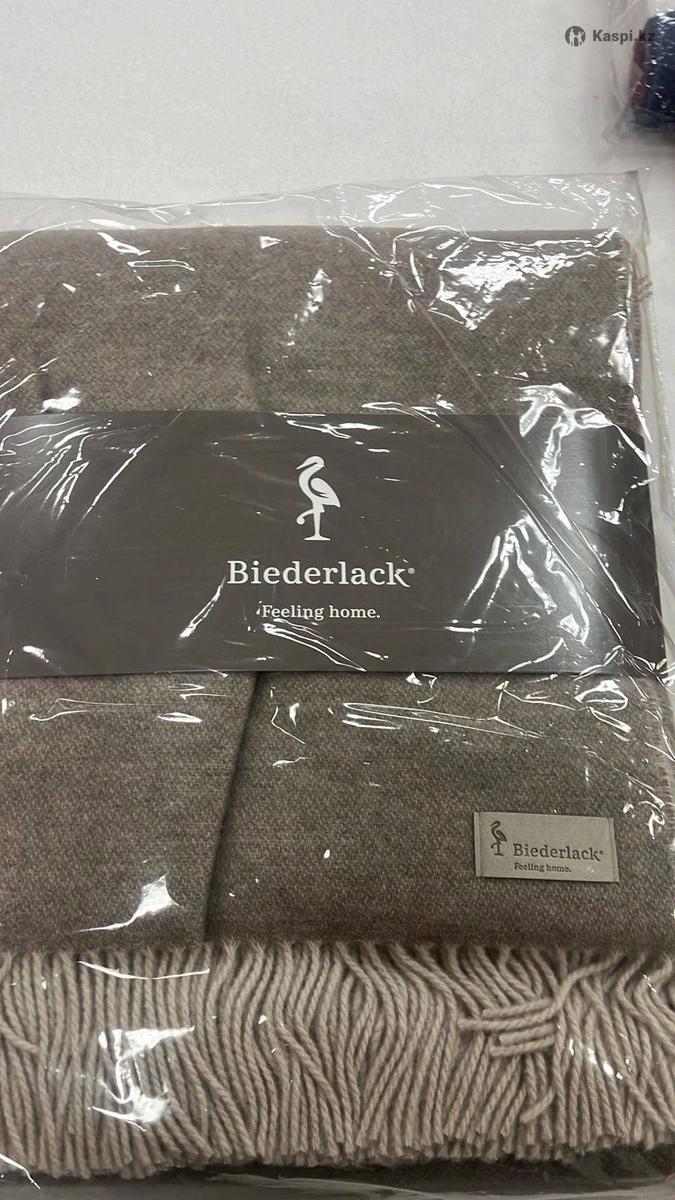 Kaspi.kz
Biederlack®
Feeling home.
Biederlack®
Feeling home.